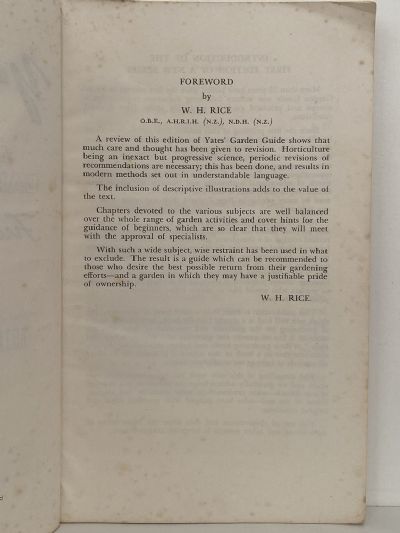 FOREWORD
by
W. H. RICE
O.B.E., A.H.R.I.H. (N.Z.), N.D.H. (N.Z.)
A review of this edition of Yates' Garden Guide shows that
much care and thought has been given to revision. Horticulture
being an inexact but progressive science, periodic revisions of
recommendations are necessary; this has been done, and results in
modern methods set out in understandable language.
The inclusion of descriptive illustrations adds to the value of
the text.
Chapters devoted to the various subjects are well balanced
over the whole range of garden activities and cover hints for the
guidance of beginners, which are so clear that they will meet
with the approval of specialists.
With such a wide subject, wise restraint has been used in what
to exclude. The result is a guide which can be recommended to
those who desire the best possible return from their gardening
efforts—and a garden in which they may have a justifiable pride
of ownership.
W. H. RICE.